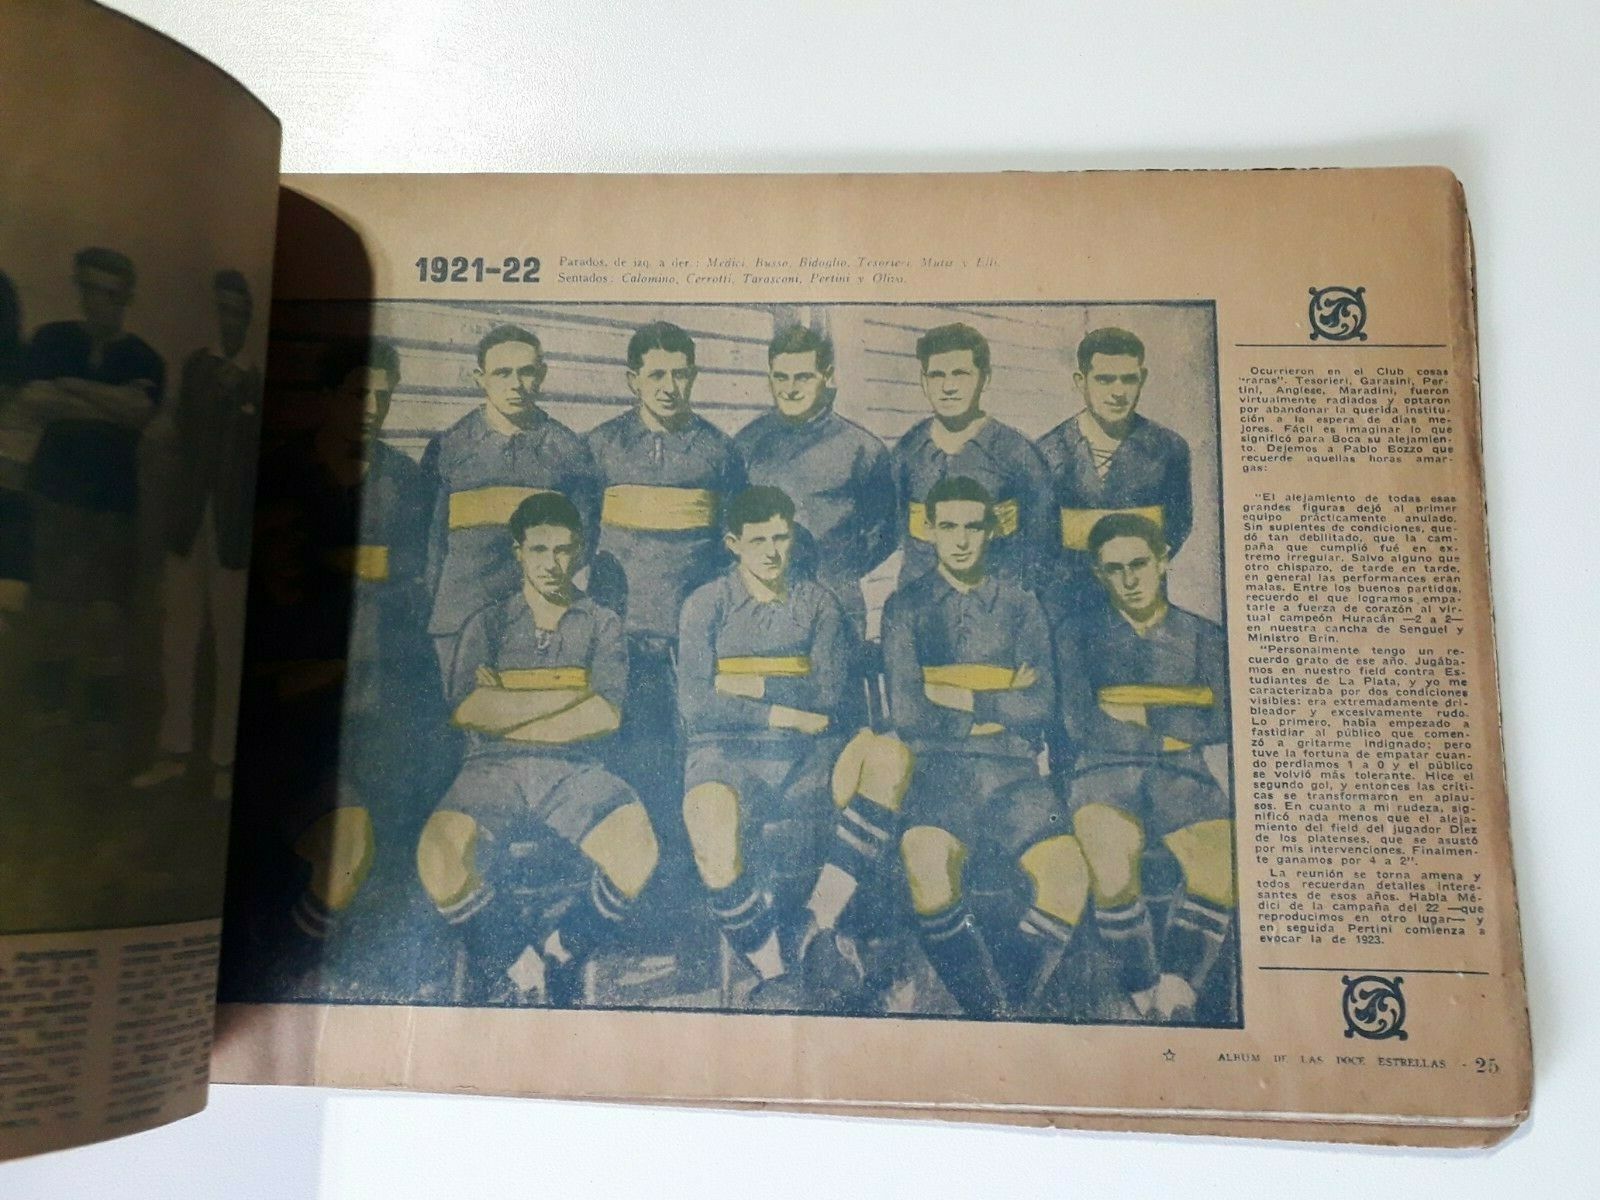 1921-22
Parados, de izq. a der.: Medici, Busso, Bidoglio, Tesorieri, Mutis y Elli.
Sentados: Calomino, Cerrotti, Tarasconi, Pertini y Oliva.
Ocurrieron en el Club cosas
"raras". Tesorieri, Garasini, Per-
tini, Anglese, Maradini, fueron
virtualmente radiados y optaron
por abandonar la querida institu-
ción a la espera de días me-
jores. Fácil es imaginar lo que
significó para Boca su alejamien-
to. Dejemos a Pablo Bozzo que
recuerde aquellas horas amar-
gas:
"El alejamiento de todas esas
grandes figuras dejó al primer
equipo prácticamente anulado.
Sin suplentes de condiciones, que-
dó tan debilitado, que la cam-
paña que cumplió fué en ex-
tremo irregular. Salvo alguno que
otro chispazo, de tarde en tarde,
en general las performances eran
malas. Entre los buenos partidos,
recuerdo el que logramos empa-
tarle a fuerza de corazón al vir-
tual campeón Huracán —2 a 2—
en nuestra cancha de Senguel y
Ministro Brin.
"Personalmente tengo un re-
cuerdo grato de ese año. Jugába-
mos en nuestro field contra Es-
tudiantes de La Plata, y yo me
caracterizaba por dos condiciones
visibles: era extremadamente dri-
bleador y excesivamente rudo.
Lo primero, había empezado a
fastidiar al público que comen-
zó a gritarme indignado; pero
tuve la fortuna de empatar cuan-
do perdíamos 1 a 0 y el público
se volvió más tolerante. Hice el
segundo gol, y entonces las críti-
cas se transformaron en aplau-
sos. En cuanto a mi rudeza, sig-
nificó nada menos que el aleja-
miento del field del jugador Diez
de los platenses, que se asustó
por mis intervenciones. Finalmen-
te ganamos por 4 a 2".
La reunión se torna amena y
todos recuerdan detalles intere-
santes de esos años. Habla Mé-
dici de la campaña del 22 —que
reproducimos en otro lugar— y
en seguida Pertini comienza a
evocar la de 1923.
ALBUM DE LAS DOCE ESTRELLAS - 25